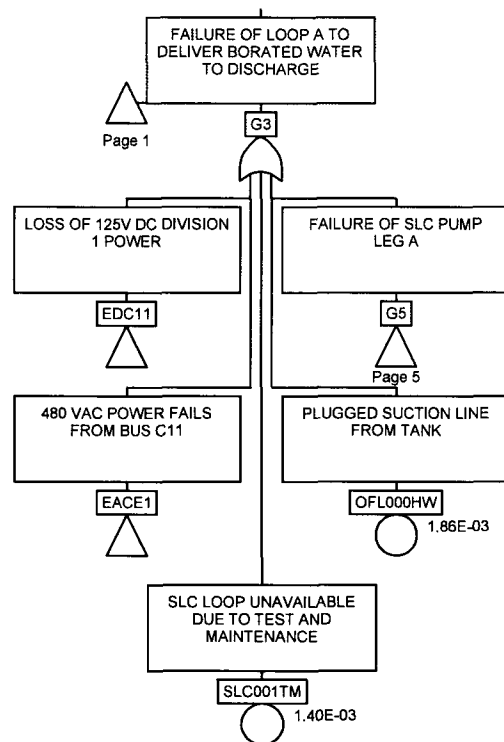 FAILURE OF LOOP A TO
DELIVER BORATED WATER
TO DISCHARGE
Page 1
G3
LOSS OF 125V DC DIVISION
1 POWER
EDC11
FAILURE OF SLC PUMP
LEG A
G5
Page 5
480 VAC POWER FAILS
FROM BUS C11
EACE1
PLUGGED SUCTION LINE
FROM TANK
OFL000HW
1.86E-03
SLC LOOP UNAVAILABLE
DUE TO TEST AND
MAINTENANCE
SLC001TM
1.40E-03